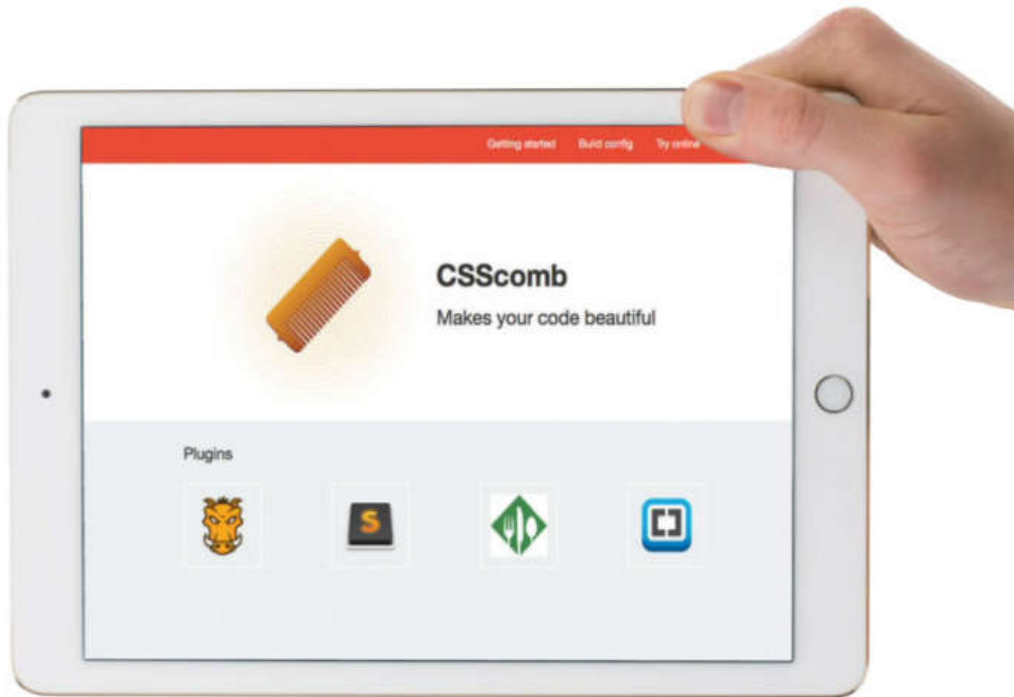 Getting started Build config Try online
CSScomb
Makes your code beautiful
Plugins
S